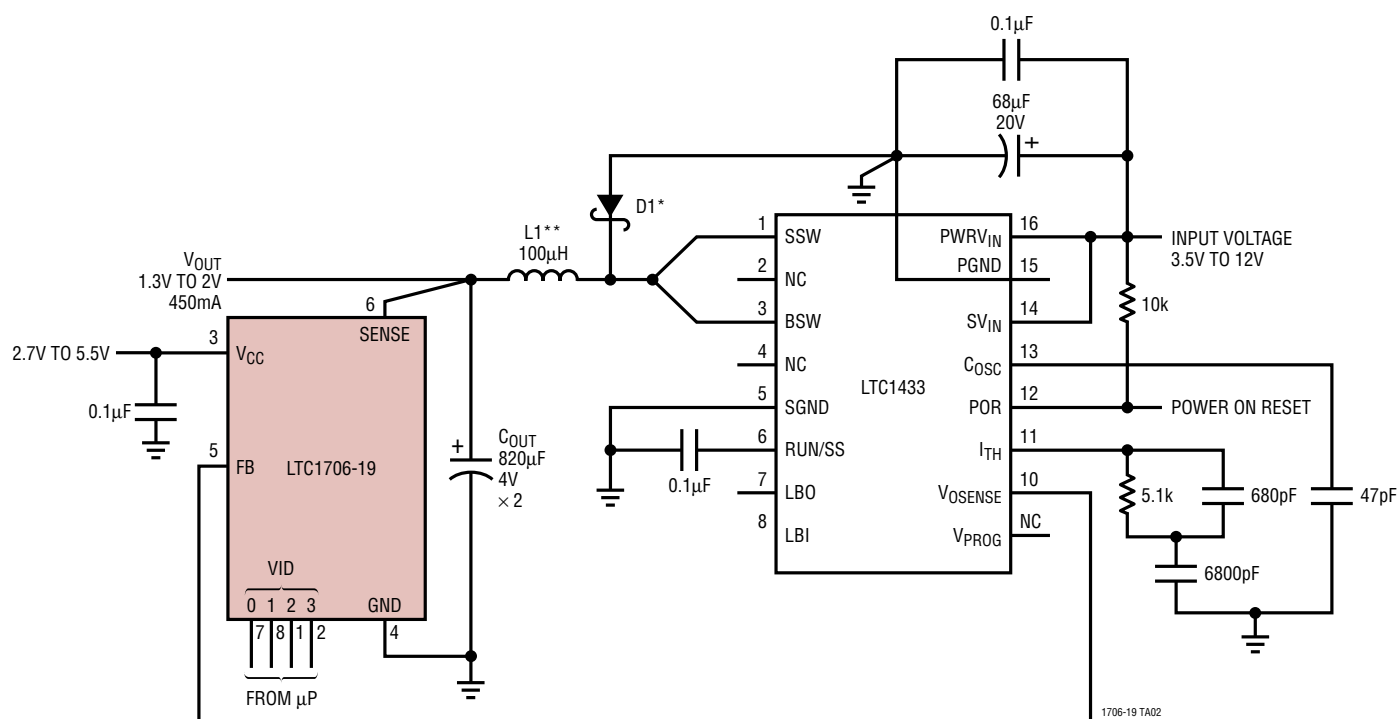 0.1µF
68µF
20V
D1*
L1**
100µH
VOUT
1.3V TO 2V
450mA
6
SENSE
2.7V TO 5.5V
3
VCC
0.1µF
5
FB
LTC1706-19
VID
0 1 2 3
7 8 1 2
FROM µP
GND
4
+
COUT
820µF
4V
× 2
+
1
SSW
2
NC
3
BSW
4
NC
5
SGND
6
RUN/SS
0.1µF
7
LBO
8
LBI
LTC1433
PWRVIN
16
PGND
15
SVIN
14
COSC
13
POR
12
ITH
11
VOSENSE
10
VPROG
NC
INPUT VOLTAGE
3.5V TO 12V
10k
POWER ON RESET
5.1k
680pF
47pF
6800pF
1706-19 TA02